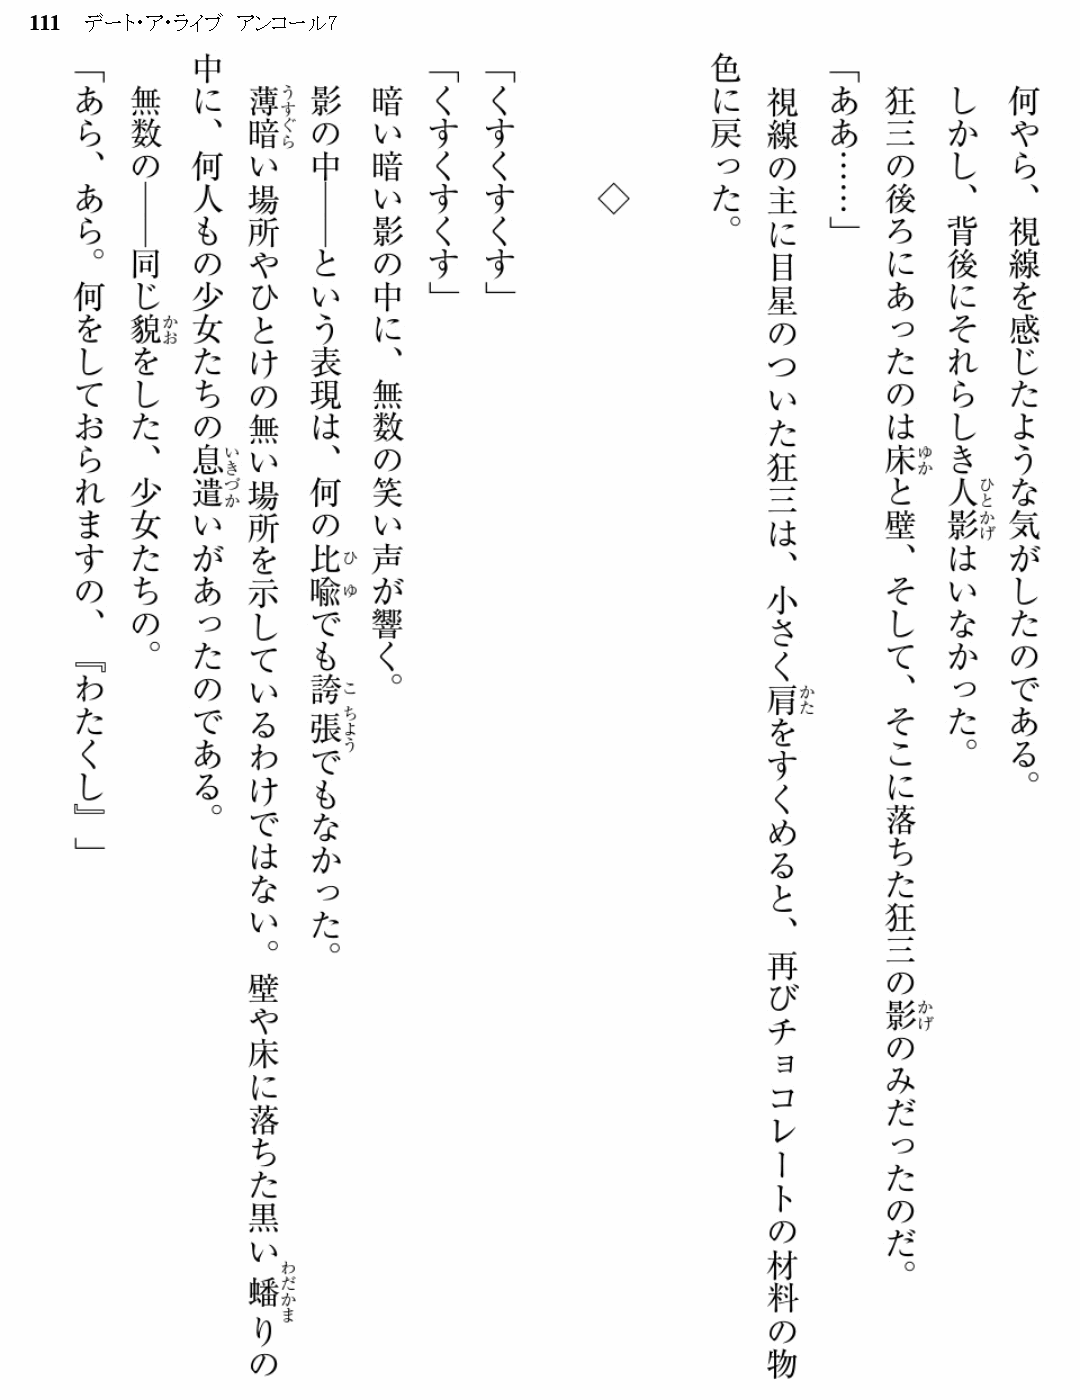 111 デート・ア・ライブ アンコール7
何やら、視線を感じたような気がしたのである。
しかし、背後にそれらしき人影はいなかった。
狂三の後ろにあったのは床と壁、そして、そこに落ちた狂三の影のみだったのだ。
「ああ……」
視線の主に目星のついた狂三は、小さく肩をすくめると、再びチョコレートの材料の物
色に戻った。
◇
「くすくすくす」
「くすくすくす」
暗い暗い影の中に、無数の笑い声が響く。
影の中――という表現は、何の比喩でも誇張でもなかった。
薄暗い場所やひとけの無い場所を示しているわけではない。壁や床に落ちた黒い蟠りの
中に、何人もの少女たちの息遣いがあったのである。
無数の――同じ貌をした、少女たちの。
「あら、あら。何をしておられますの、『わたくし』」